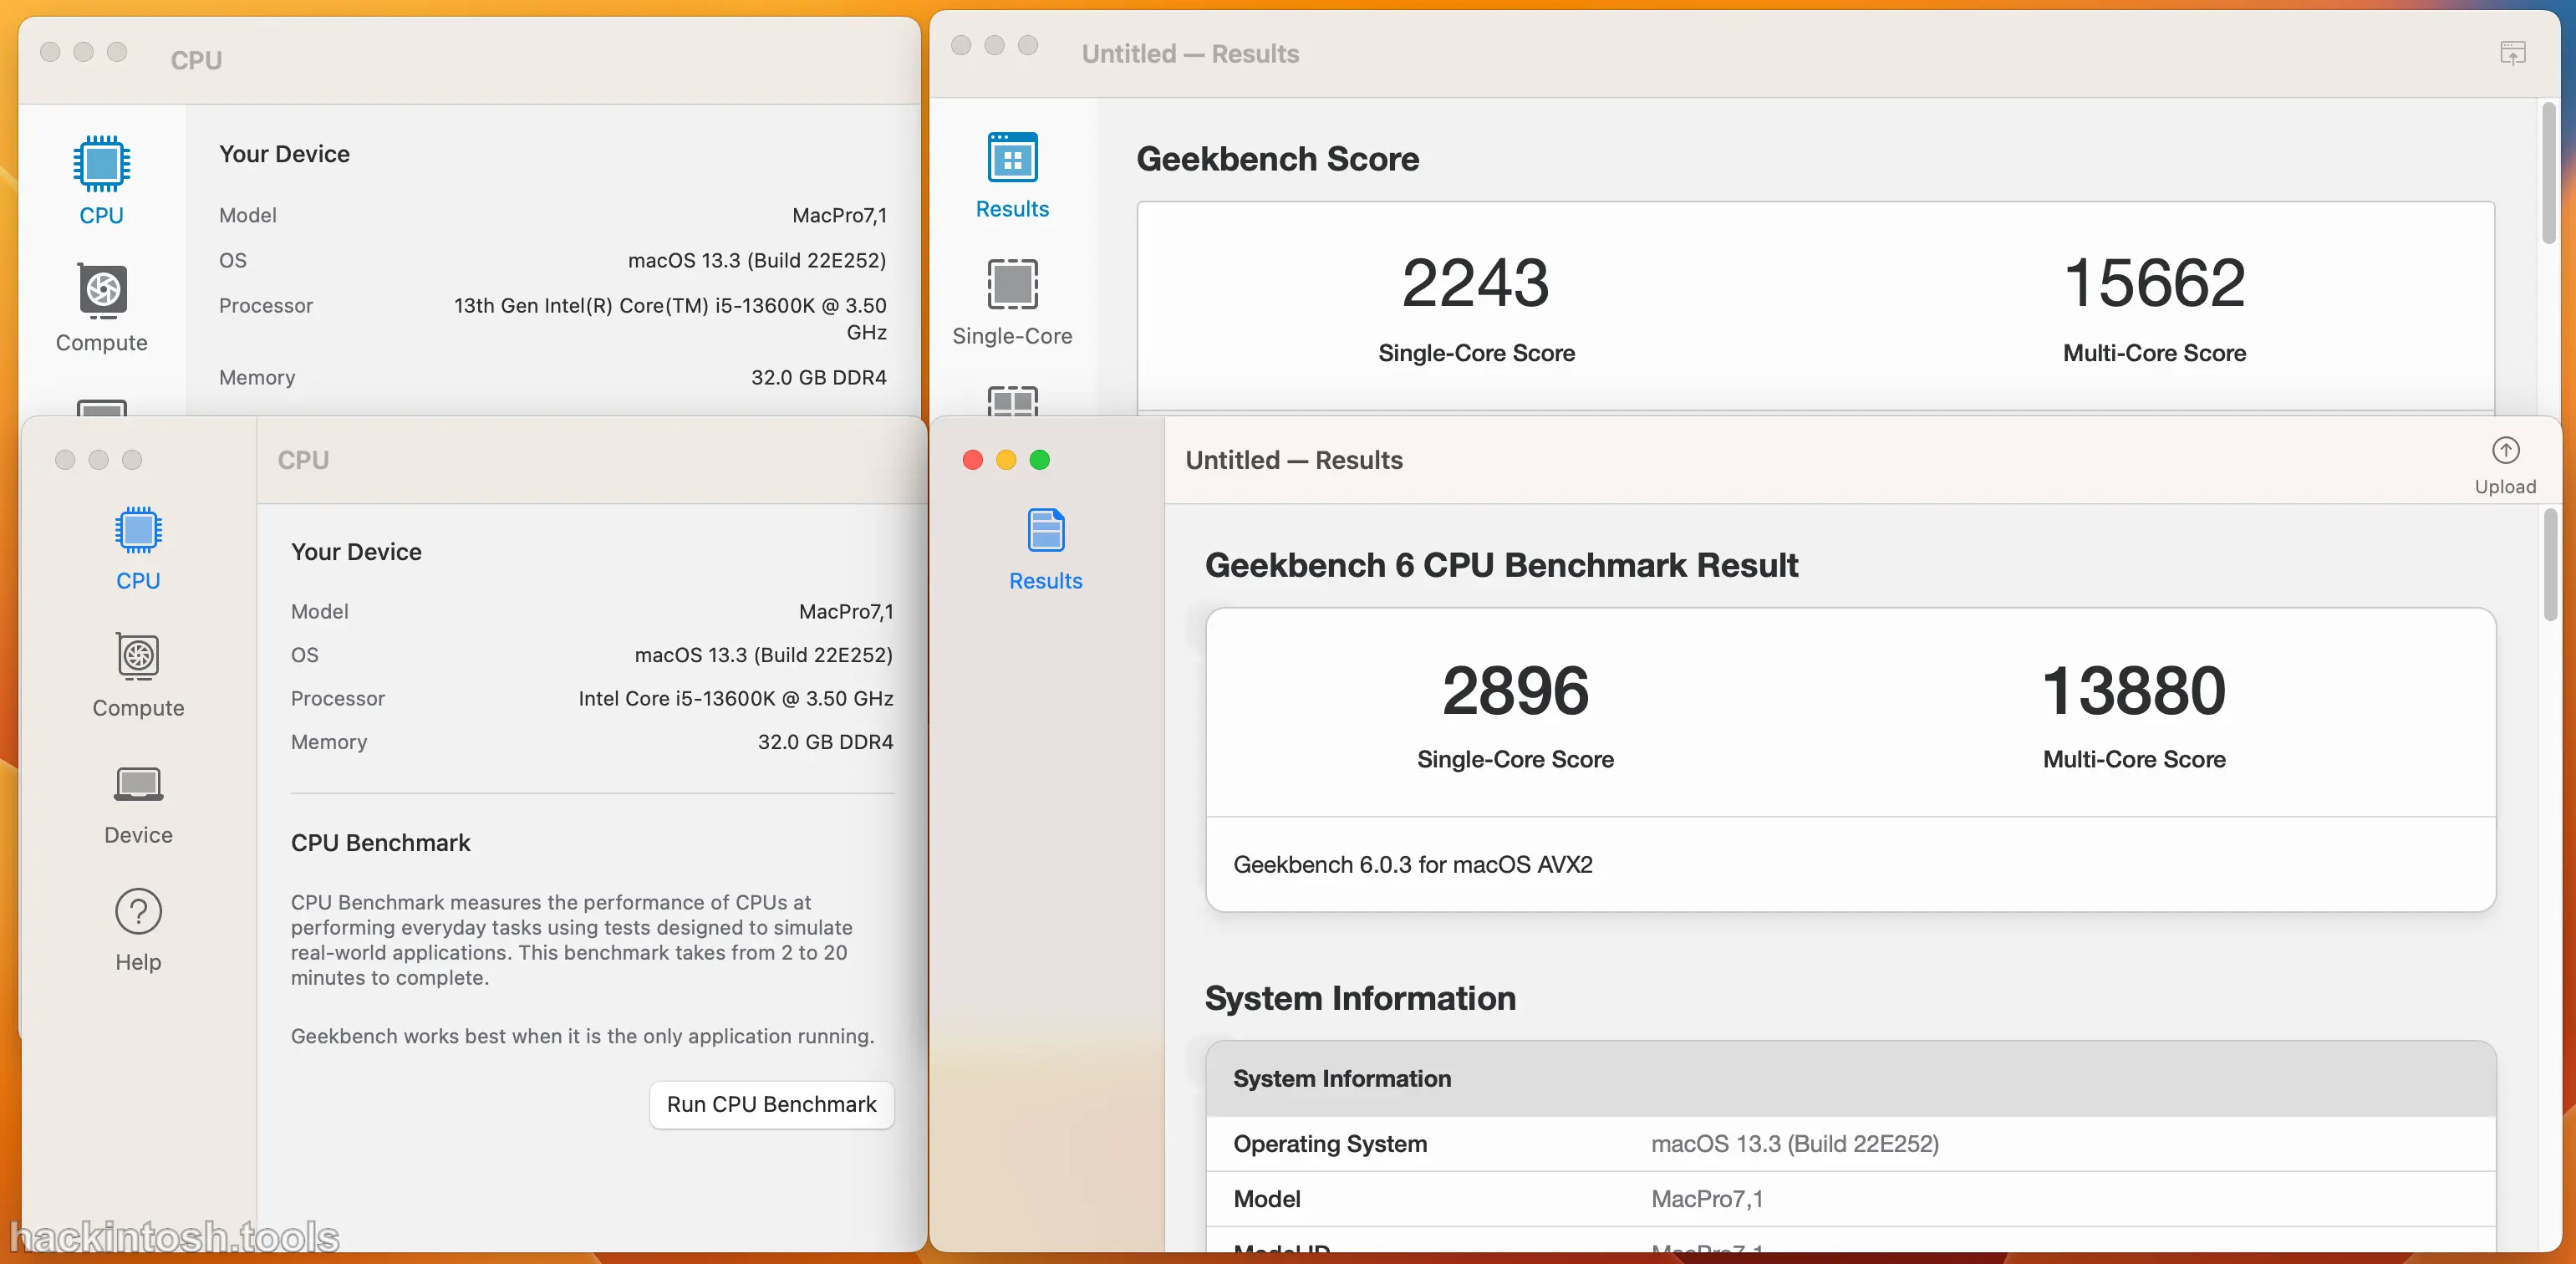 CPU
CPU
Compute
Your Device
Model MacPro7,1
OS macOS 13.3 (Build 22E252)
Processor 13th Gen Intel(R) Core(TM) i5-13600K @ 3.50
GHz
Memory 32.0 GB DDR4
Untitled — Results
Results
Single-Core
Geekbench Score
2243 15662
Single-Core Score Multi-Core Score
CPU
CPU
Compute
Device
Help
Your Device
Model MacPro7,1
OS macOS 13.3 (Build 22E252)
Processor Intel Core i5-13600K @ 3.50 GHz
Memory 32.0 GB DDR4
CPU Benchmark
CPU Benchmark measures the performance of CPUs at
performing everyday tasks using tests designed to simulate
real-world applications. This benchmark takes from 2 to 20
minutes to complete.
Geekbench works best when it is the only application running.
Run CPU Benchmark
Untitled — Results
Upload
Results
Geekbench 6 CPU Benchmark Result
2896 13880
Single-Core Score Multi-Core Score
Geekbench 6.0.3 for macOS AVX2
System Information
System Information
Operating System macOS 13.3 (Build 22E252)
Model MacPro7,1
Model ID MacPro7,1
hackintosh.tools